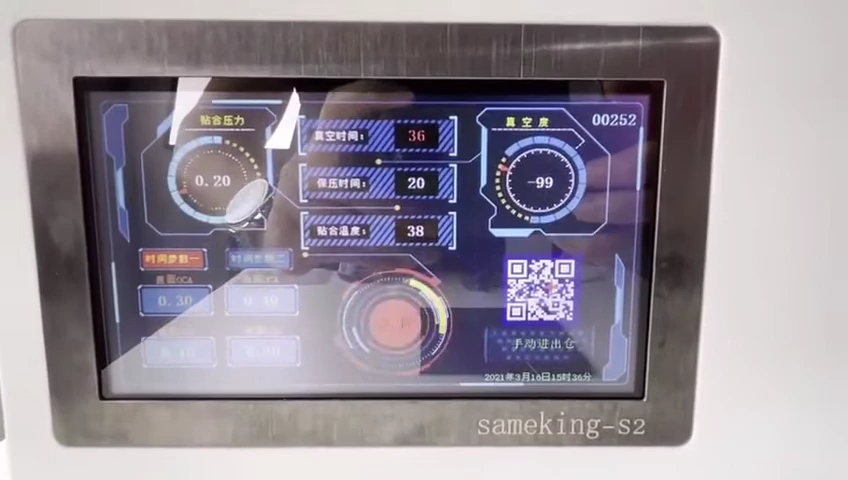 贴合压力
0.20
真空时间：
36
保压时间：
20
贴合温度：
38
真空度
-99
00252
时间参数一
时间参数二
0.30
手动进出仓
2021年3月16日15时36分
sameking-s2